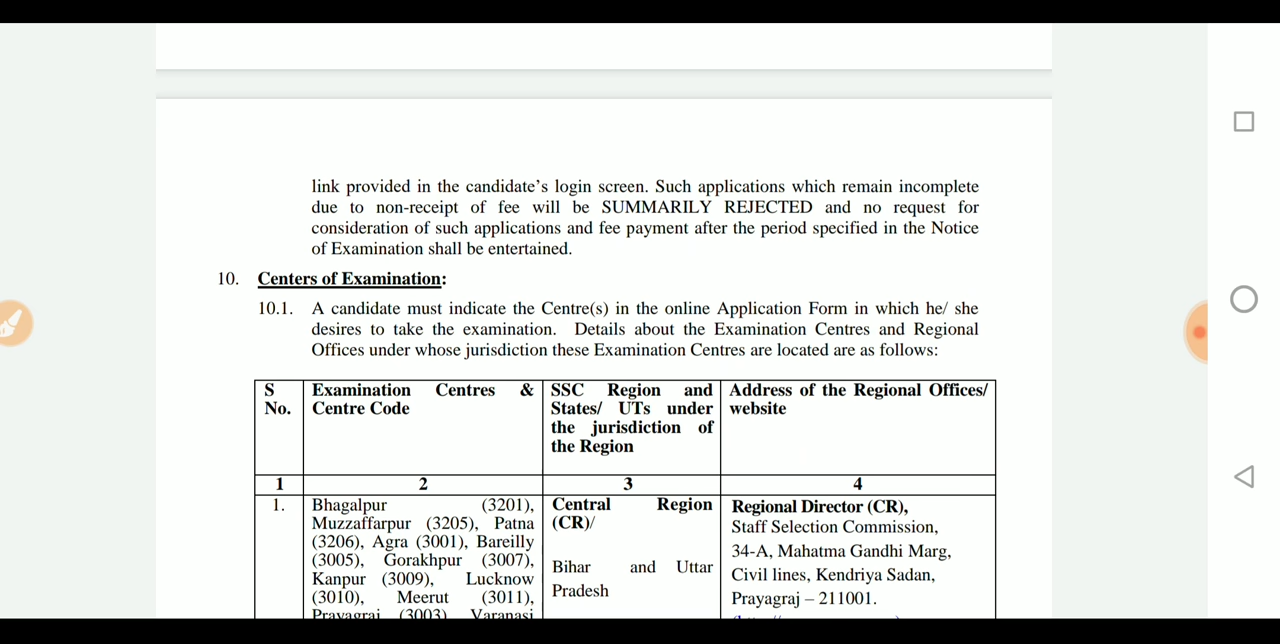 link provided in the candidate's login screen. Such applications which remain incomplete
due to non-receipt of fee will be SUMMARILY REJECTED and no request for
consideration of such applications and fee payment after the period specified in the Notice
of Examination shall be entertained.
10. Centers of Examination:
10.1. A candidate must indicate the Centre(s) in the online Application Form in which he/ she
desires to take the examination. Details about the Examination Centres and Regional
Offices under whose jurisdiction these Examination Centres are located are as follows:
S
No.
Examination Centres &
Centre Code
SSC Region and
States/ UTs under
the jurisdiction of
the Region
Address of the Regional Offices/
website
1 2 3 4
1.
Bhagalpur (3201),
Muzzaffarpur (3205), Patna
(3206), Agra (3001), Bareilly
(3005), Gorakhpur (3007),
Kanpur (3009), Lucknow
(3010), Meerut (3011),
Prayagraj (3003), Varanasi
Central Region
(CR)/
Bihar and Uttar
Pradesh
Regional Director (CR),
Staff Selection Commission,
34-A, Mahatma Gandhi Marg,
Civil lines, Kendriya Sadan,
Prayagraj – 211001.